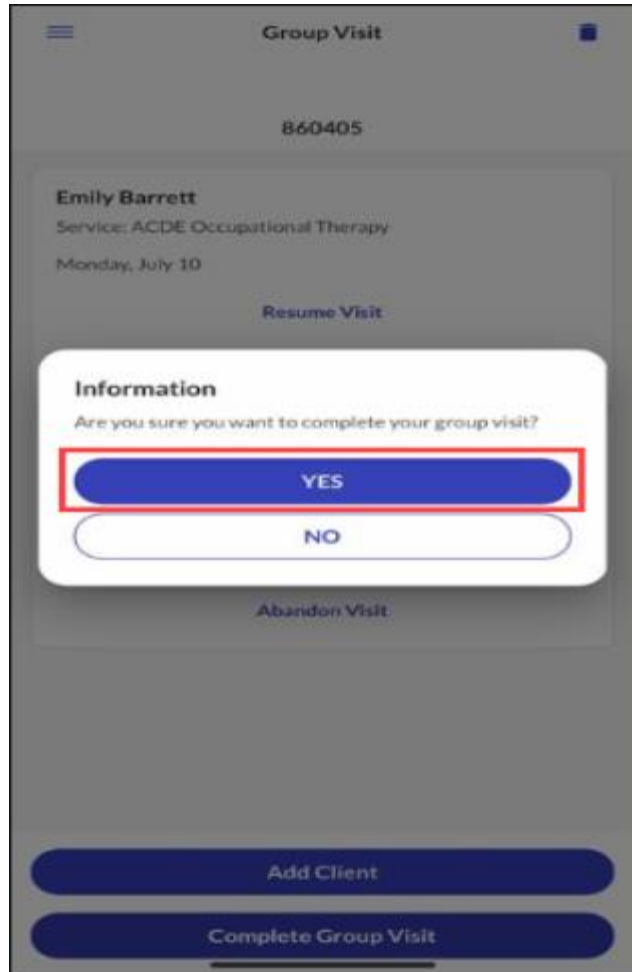 Group Visit
860405
Emily Barrett
Service: ACDE Occupational Therapy
Monday, July 10
Resume Visit
Information
Are you sure you want to complete your group visit?
YES
NO
Abandon Visit
Add Client
Complete Group Visit